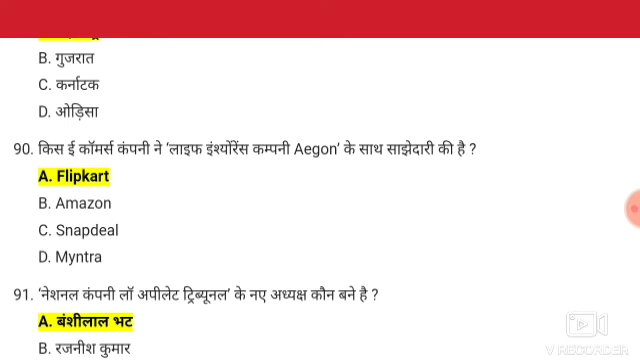 B. गुजरात
C. कर्नाटक
D. ओड़िसा
90. किस ई कॉमर्स कंपनी ने ‘लाइफ इंश्योरेंस कम्पनी Aegon’ के साथ साझेदारी की है ?
A. Flipkart
B. Amazon
C. Snapdeal
D. Myntra
91. ‘नेशनल कंपनी लॉ अपीलेट ट्रिब्यूनल’ के नए अध्यक्ष कौन बने है ?
A. बंशीलाल भट
B. रजनीश कुमार
V RECORDER